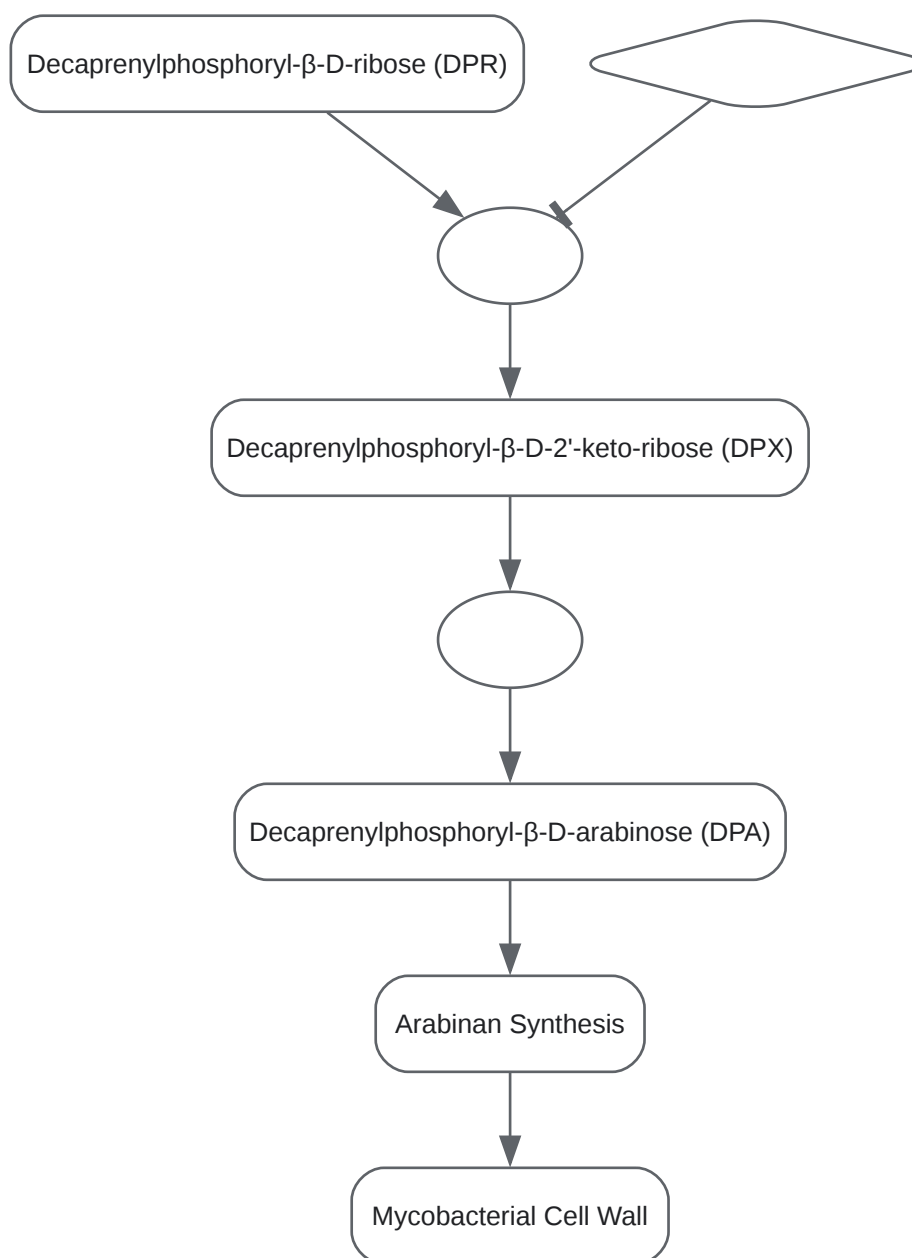 Decaprenylphosphoryl-β-D-ribose (DPR)
Decaprenylphosphoryl-β-D-2'-keto-ribose (DPX)
Decaprenylphosphoryl-β-D-arabinose (DPA)
Arabinan Synthesis
Mycobacterial Cell Wall